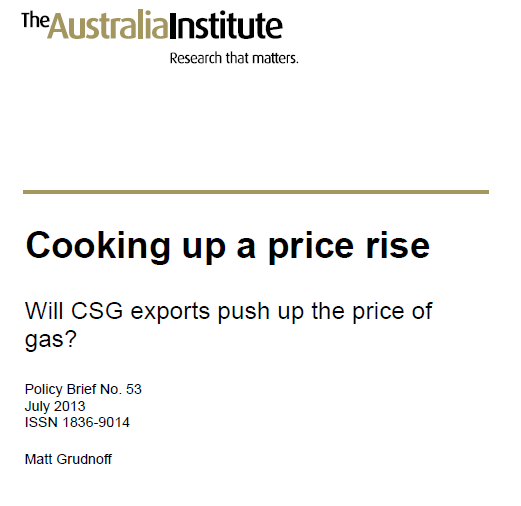 TheAustraliaInstitute
Research that matters.
Cooking up a price rise
Will CSG exports push up the price of
gas?
Policy Brief No. 53
July 2013
ISSN 1836-9014
Matt Grudnoff